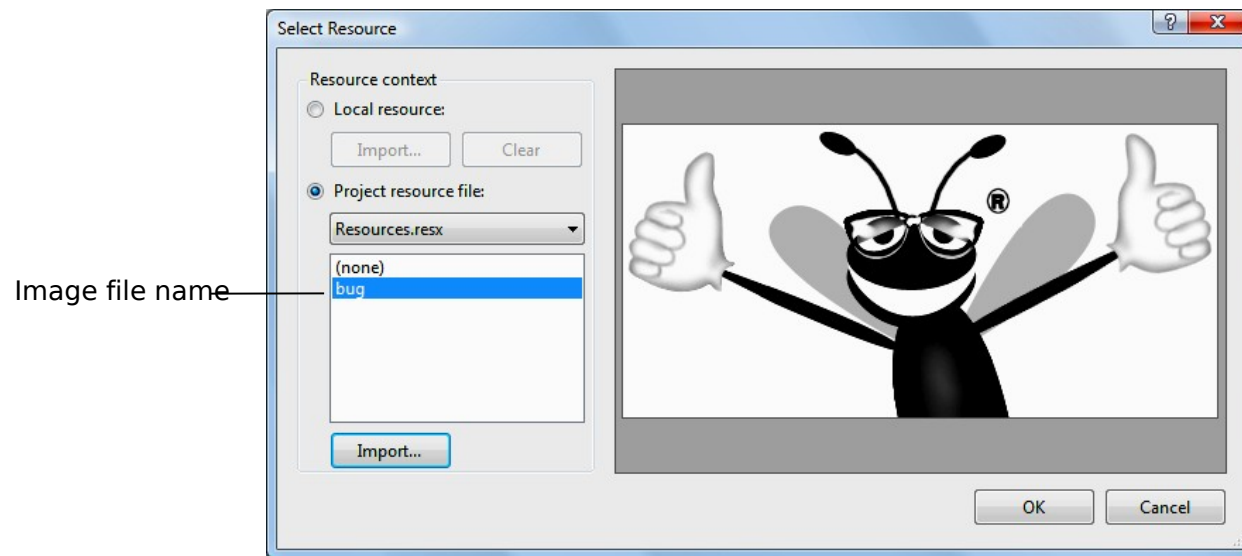 Select Resource
?
X
Resource context
Local resource:
Import...
Clear
Project resource file:
Resources.resx
(none)
Image file name
bug
Import...
®
OK
Cancel